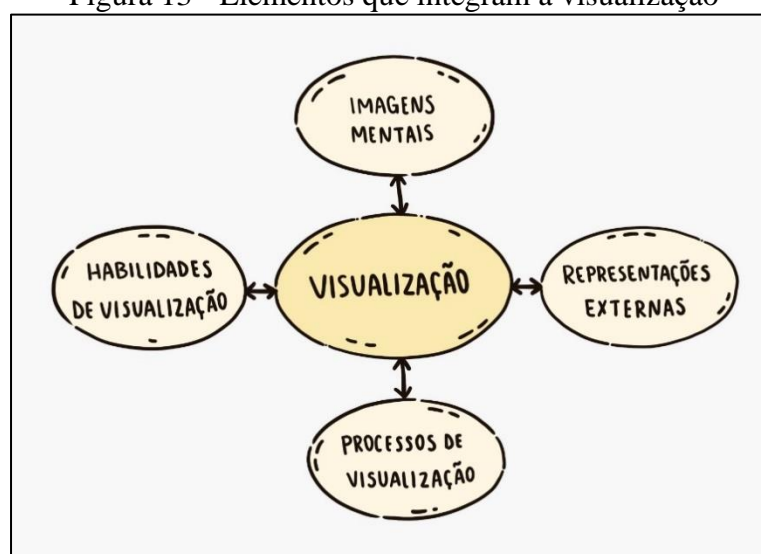 Figura 13 - Elementos que integram a visualização
IMAGENS
MENTAIS
HABILIDADES
DE VISUALIZAÇÃO
VISUALIZAÇÃO
REPRESENTAÇÕES
EXTERNAS
PROCESSOS DE
VISUALIZAÇÃO